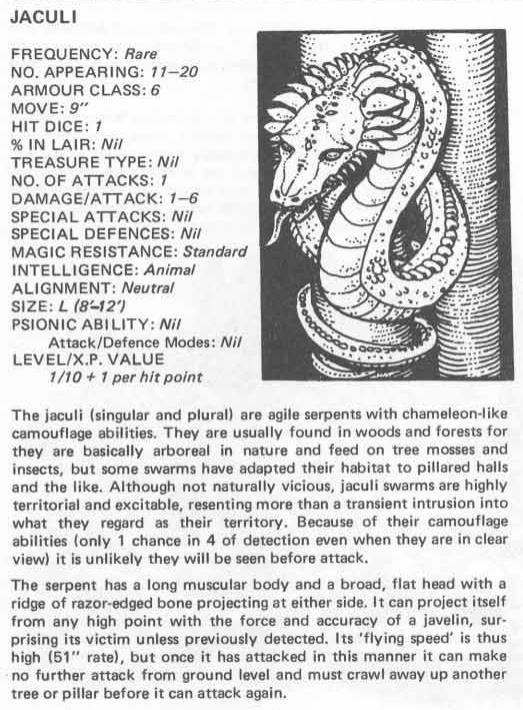 JACULI
FREQUENCY: Rare
NO. APPEARING: 11–20
ARMOUR CLASS: 6
MOVE: 9"
HIT DICE: 1
% IN LAIR: Nil
TREASURE TYPE: Nil
NO. OF ATTACKS: 1
DAMAGE/ATTACK: 1–6
SPECIAL ATTACKS: Nil
SPECIAL DEFENCES: Nil
MAGIC RESISTANCE: Standard
INTELLIGENCE: Animal
ALIGNMENT: Neutral
SIZE: L (8'–12')
PSIONIC ABILITY: Nil
Attack/Defence Modes: Nil
LEVEL/X.P. VALUE
1/10 + 1 per hit point
The jaculi (singular and plural) are agile serpents with chameleon-like
camouflage abilities. They are usually found in woods and forests for
they are basically arboreal in nature and feed on tree mosses and
insects, but some swarms have adapted their habitat to pillared halls
and the like. Although not naturally vicious, jaculi swarms are highly
territorial and excitable, resenting more than a transient intrusion into
what they regard as their territory. Because of their camouflage
abilities (only 1 chance in 4 of detection even when they are in clear
view) it is unlikely they will be seen before attack.
The serpent has a long muscular body and a broad, flat head with a
ridge of razor-edged bone projecting at either side. It can project itself
from any high point with the force and accuracy of a javelin, sur-
prising its victim unless previously detected. Its 'flying speed' is thus
high (51" rate), but once it has attacked in this manner it can make
no further attack from ground level and must crawl away up another
tree or pillar before it can attack again.